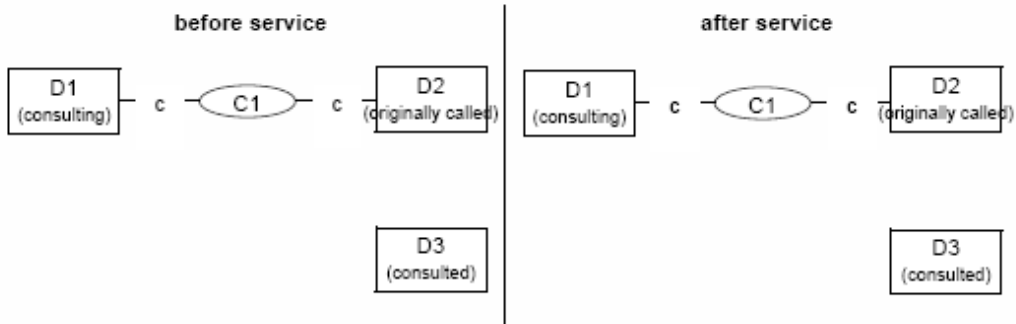 before service
D1
(consulting)
c
C1
c
D2
(originally called)
D3
(consulted)
after service
D1
(consulting)
c
C1
c
D2
(originally called)
D3
(consulted)